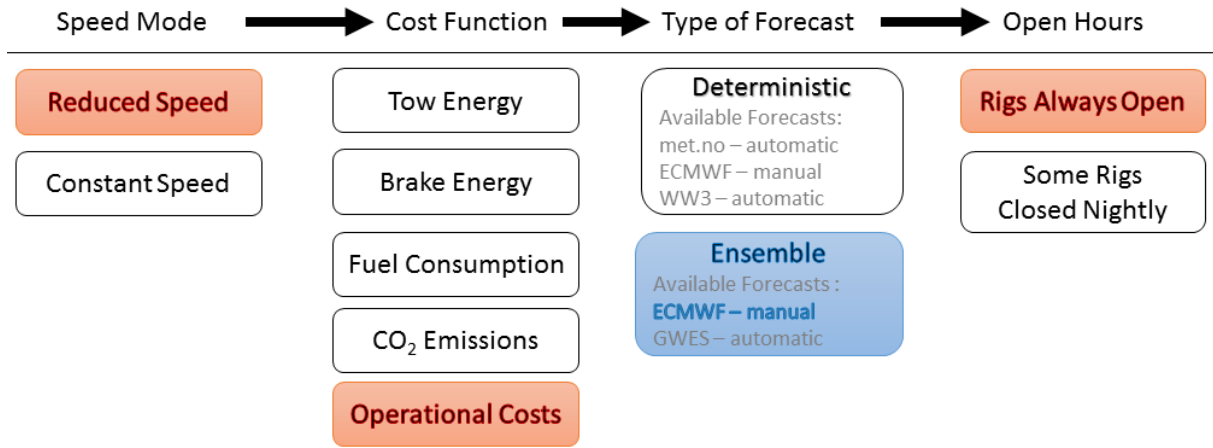 Speed Mode
Cost Function
Type of Forecast
Open Hours
Reduced Speed
Constant Speed
Tow Energy
Brake Energy
Fuel Consumption
CO₂ Emissions
Operational Costs
Deterministic
Available Forecasts:
met.no – automatic
ECMWF – manual
WW3 – automatic
Ensemble
Available Forecasts :
ECMWF – manual
GWES – automatic
Rigs Always Open
Some Rigs
Closed Nightly